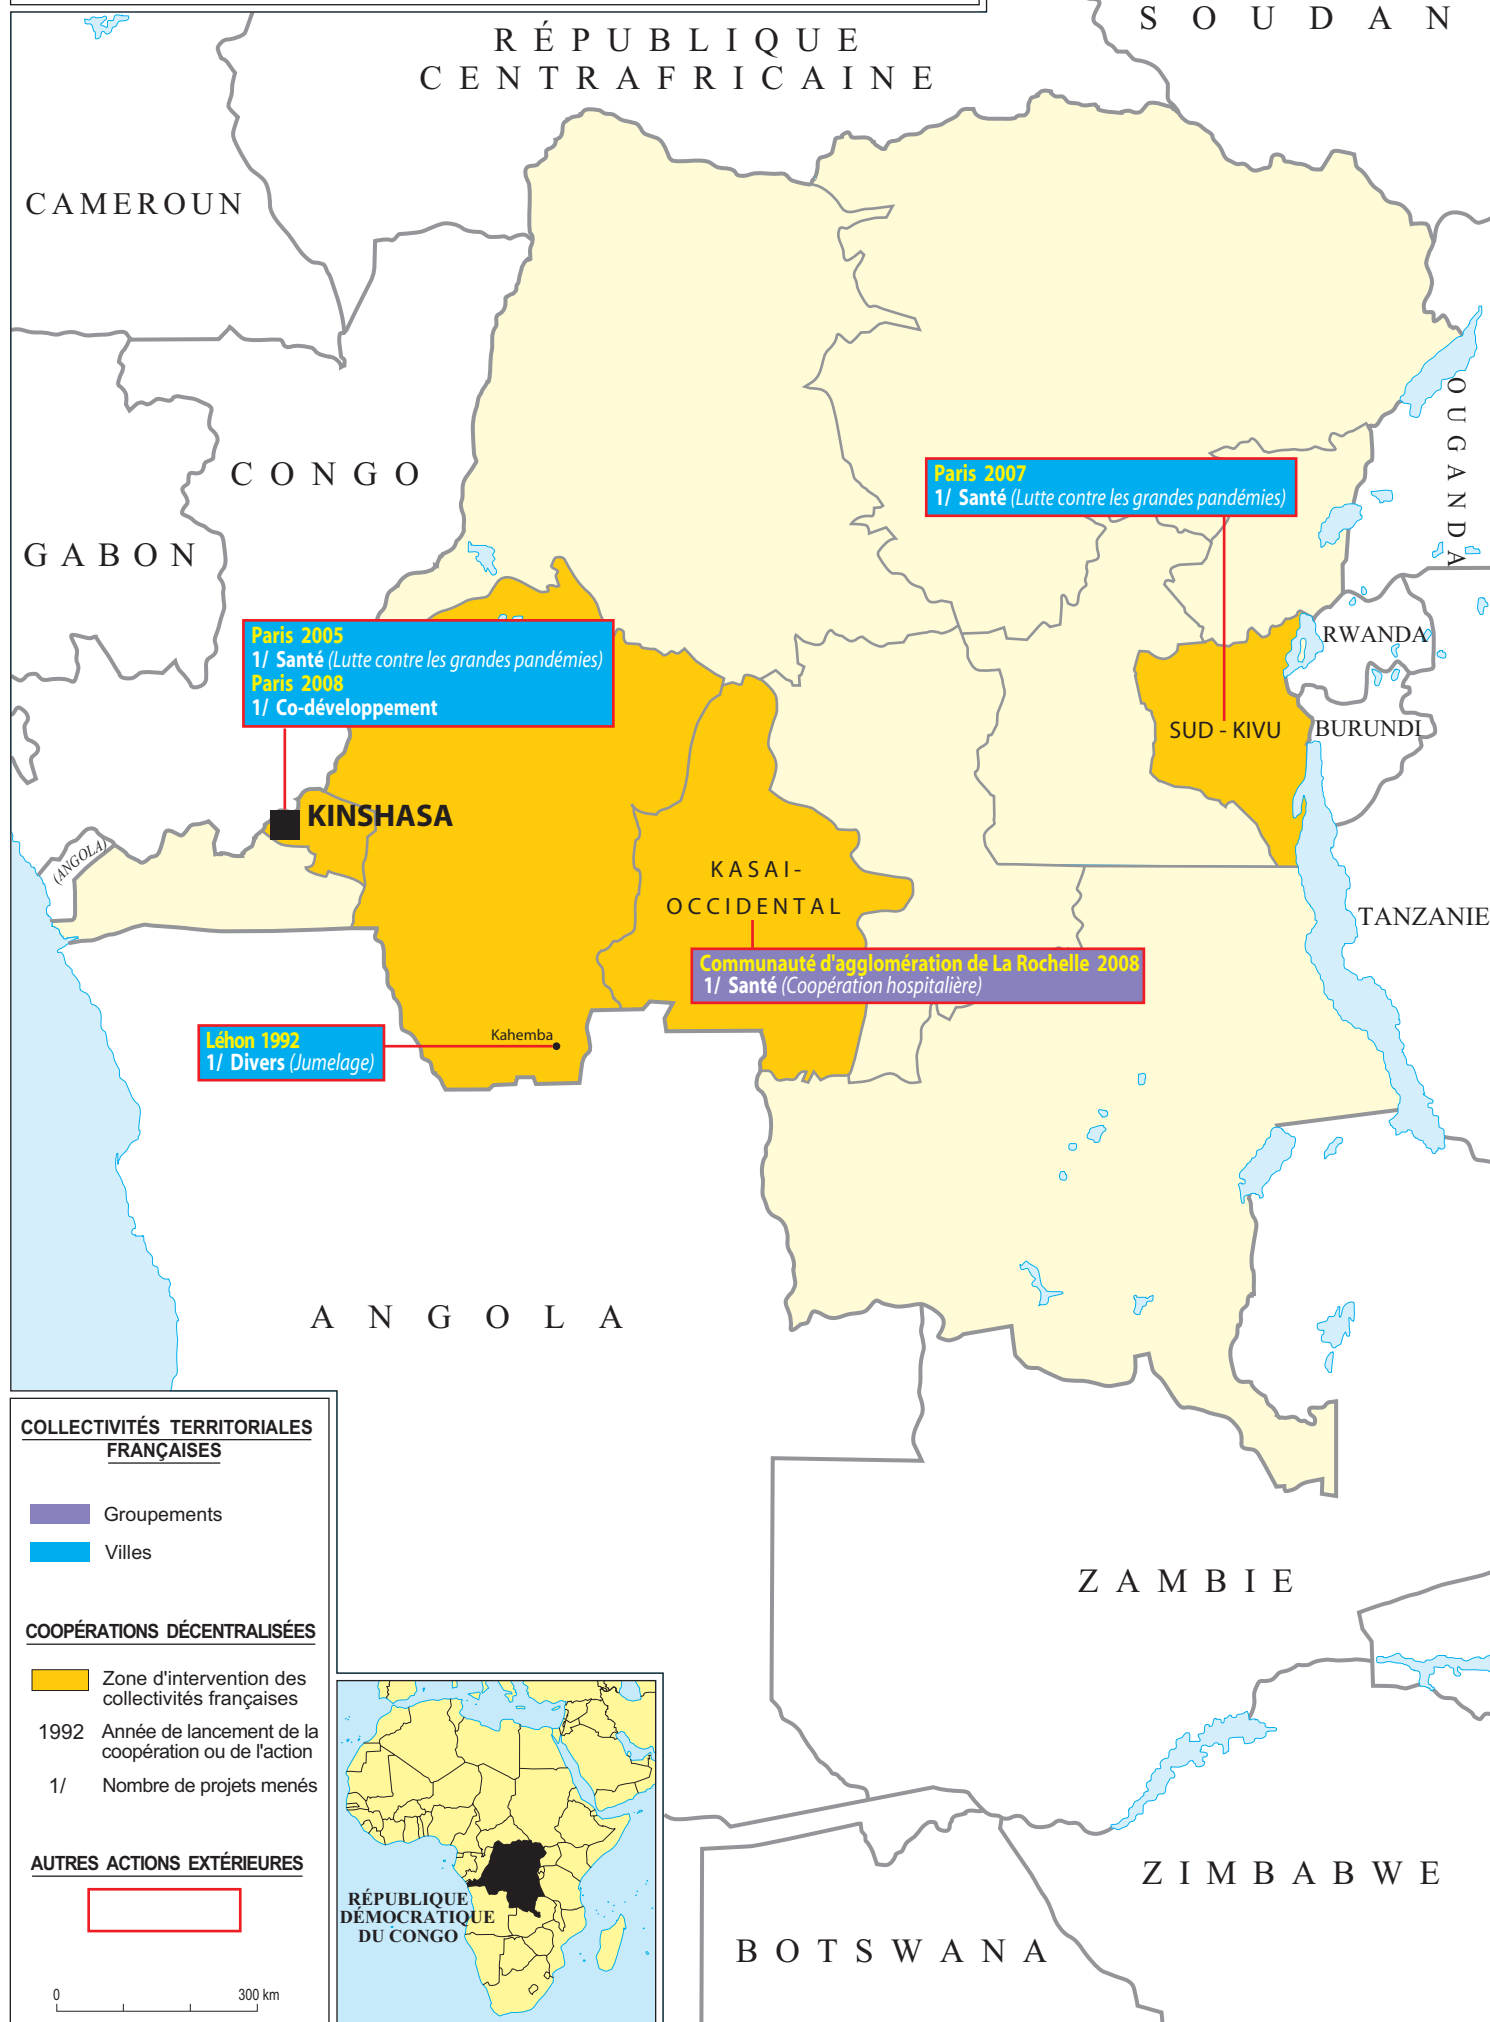 SOUDAN
RÉPUBLIQUE
CENTRAFRICAINE
CAMEROUN
OUGANDA
CONGO
Paris 2007
1/ Santé (Lutte contre les grandes pandémies)
GABON
Paris 2005
1/ Santé (Lutte contre les grandes pandémies)
Paris 2008
1/ Co-développement
RWANDA
SUD - KIVU
BURUNDI
KINSHASA
(ANGOLA)
KASAI-
OCCIDENTAL
TANZANIE
Communauté d'agglomération de La Rochelle 2008
1/ Santé (Coopération hospitalière)
Léhon 1992
1/ Divers (Jumelage)
Kahemba
ANGOLA
COLLECTIVITÉS TERRITORIALES
FRANÇAISES
Groupements
Villes
ZAMBIE
COOPÉRATIONS DÉCENTRALISÉES
Zone d'intervention des
collectivités françaises
1992 Année de lancement de la
coopération ou de l'action
1/ Nombre de projets menés
AUTRES ACTIONS EXTÉRIEURES
ZIMBABWE
RÉPUBLIQUE
DÉMOCRATIQUE
DU CONGO
BOTSWANA
0 300 km